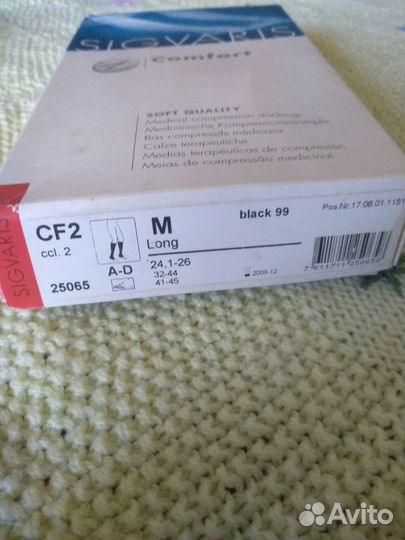 SIGVARIS
Comfort
SOFT QUALITY
Medical compression stockings
Medizinische Kompressionsstrümpfe
Bas compressifs médicaux
Calze terapeutiche
Medias terapéuticas de compresión
Meias de compressão medicinal
SIGVARIS
CF2
ccl. 2
25065
A-D
M
Long
24,1-26
32-44
41-45
black 99
2009-12
Pos.Nr.17.06.01.1151
Avito